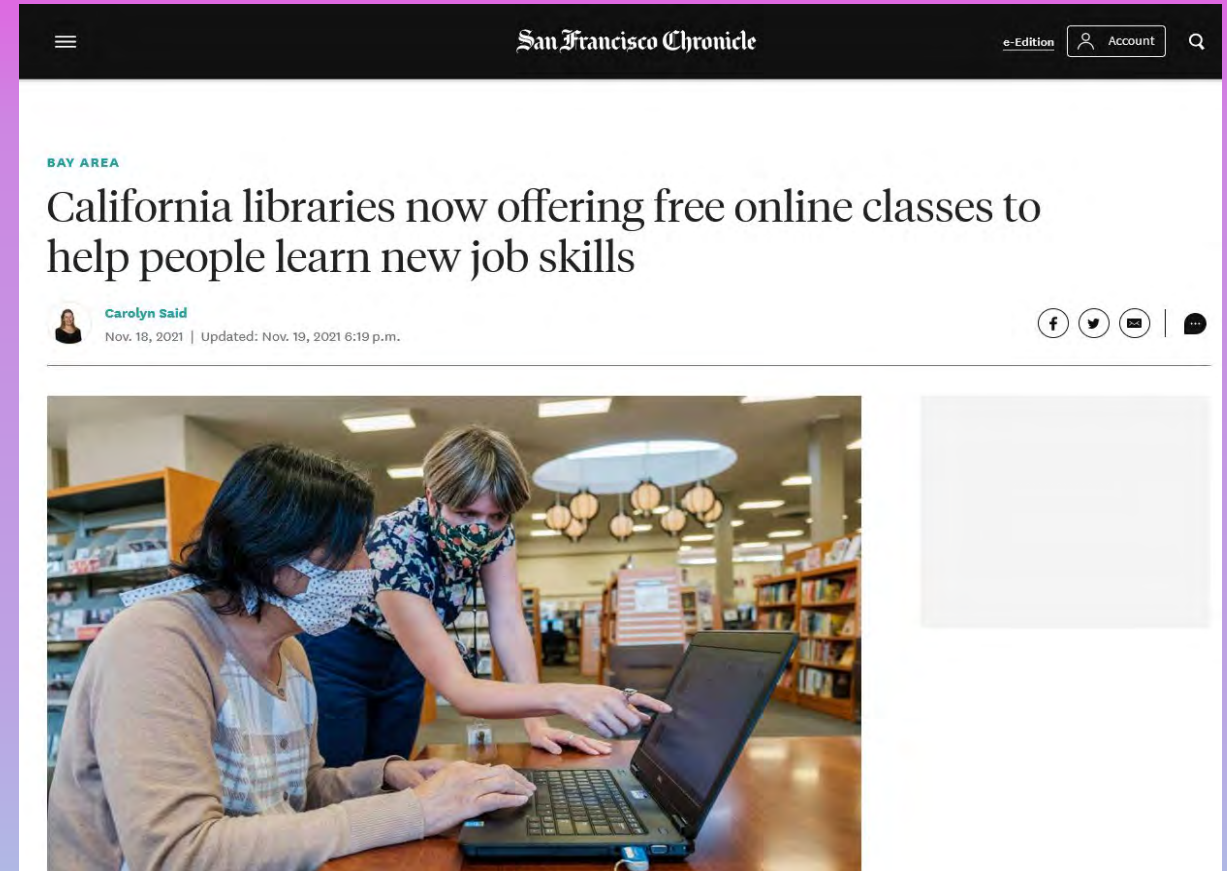 San Francisco Chronicle
e-Edition
Account
BAY AREA
California libraries now offering free online classes to
help people learn new job skills
Carolyn Said
Nov. 18, 2021 | Updated: Nov. 19, 2021 6:19 p.m.